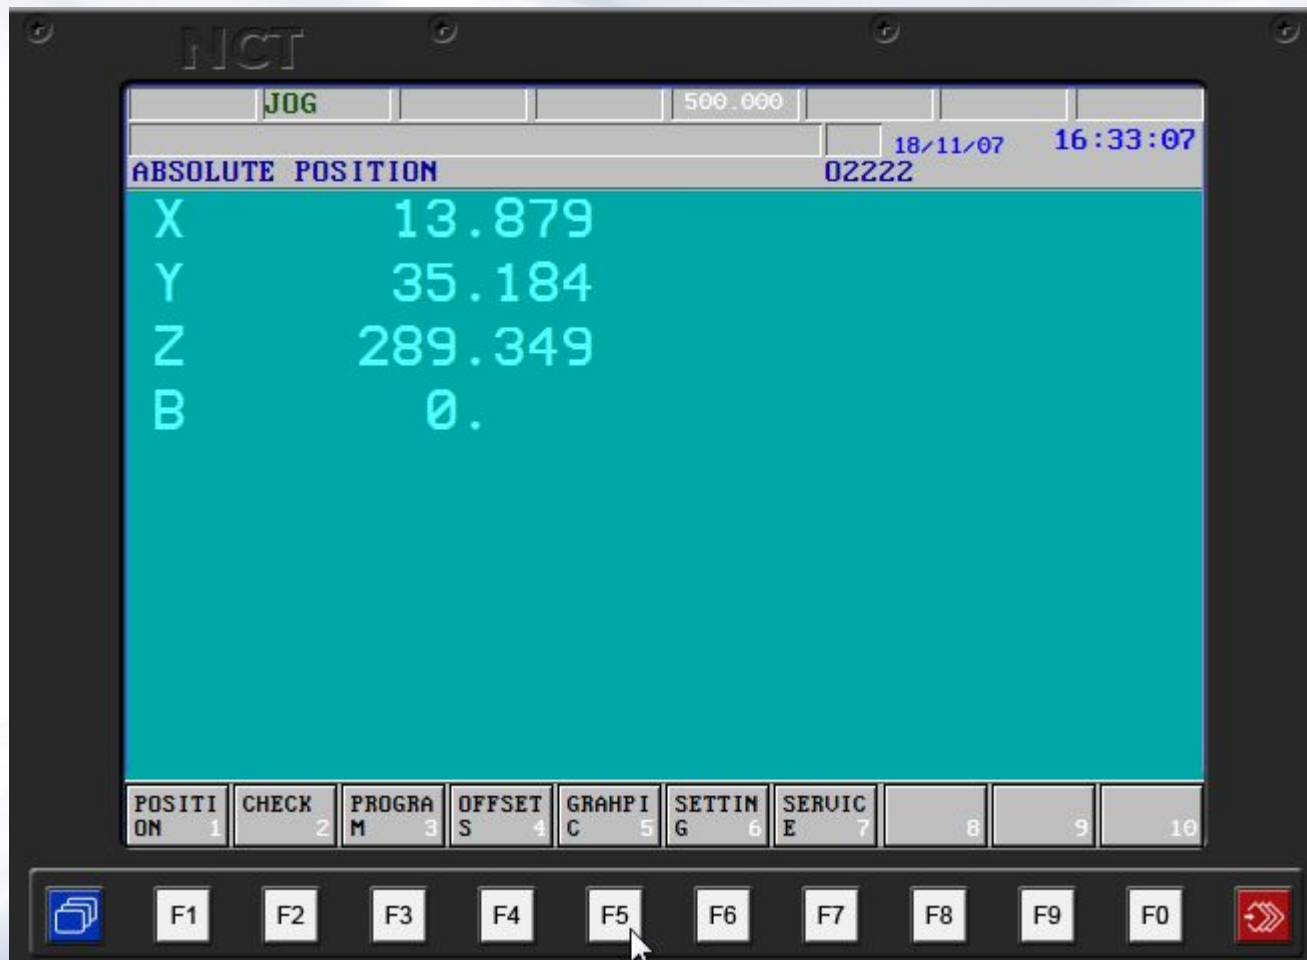 NCT
JOG 500.000
18/11/07 16:33:07
ABSOLUTE POSITION O2222
X 13.879
Y 35.184
Z 289.349
B 0.
POSITI CHECK PROGRA OFFSET GRAHPI SETTIN SERVIC
ON 1 2 M 3 S 4 C 5 G 6 E 7 8 9 10
F1 F2 F3 F4 F5 F6 F7 F8 F9 F0